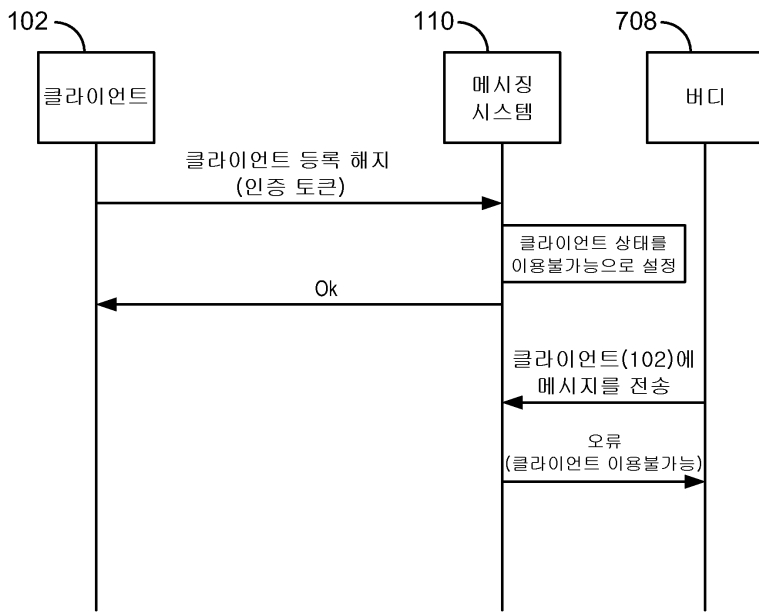 102
110
708
클라이언트
메시징
시스템
버디
클라이언트 등록 해지
(인증 토큰)
클라이언트 상태를
이용불가능으로 설정
Ok
클라이언트(102)에
메시지를 전송
오류
(클라이언트 이용불가능)